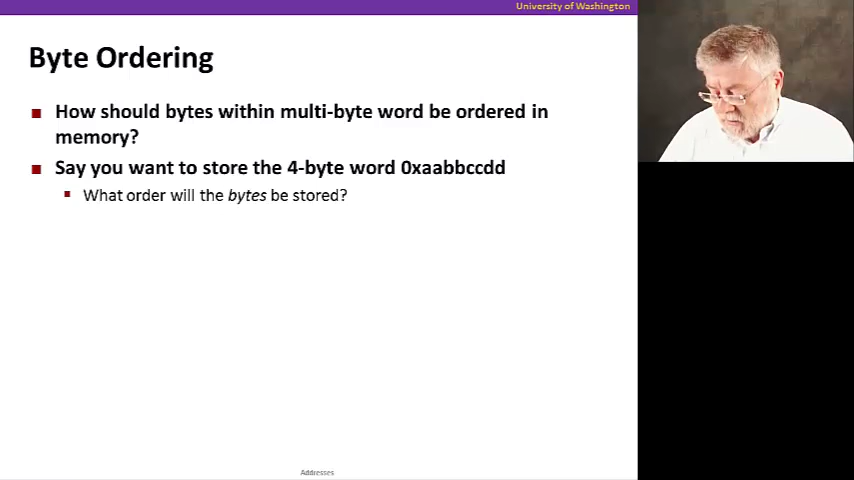 University of Washington
Byte Ordering
How should bytes within multi-byte word be ordered in
memory?
Say you want to store the 4-byte word 0xaabbccdd
What order will the bytes be stored?
Addresses